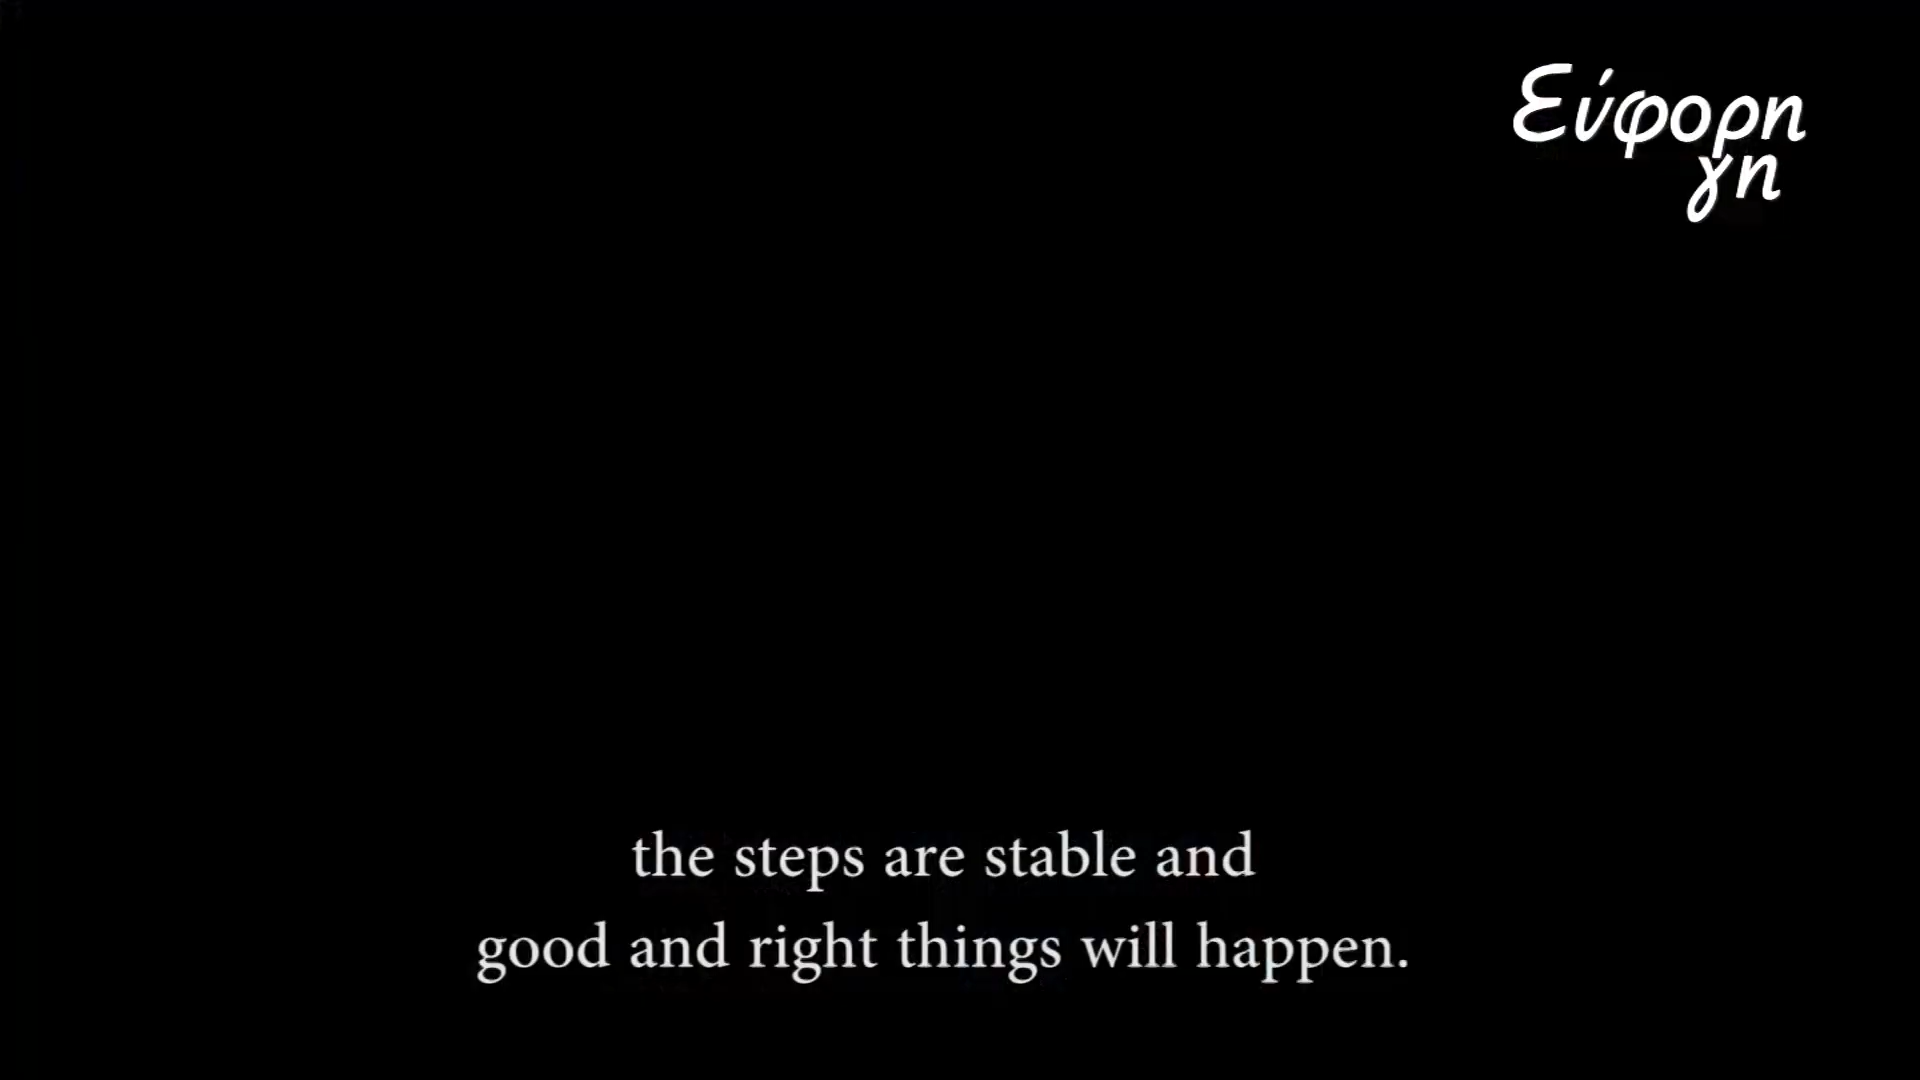 Εύφορη
γη
the steps are stable and
good and right things will happen.